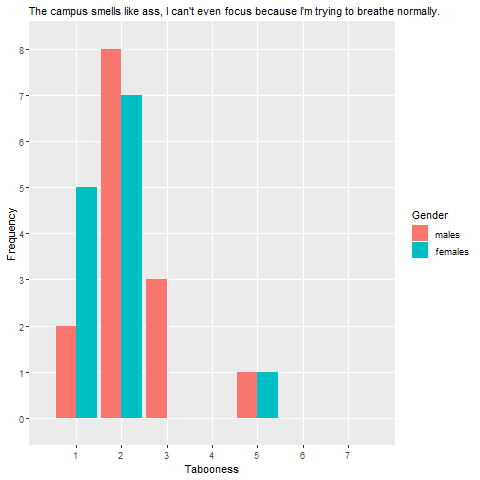 The campus smells like ass, I can't even focus because I'm trying to breathe normally.
8
7
6
5
4
3
2
1
0
Frequency
1 2 3 4 5 6 7
Tabooness
Gender
males
females